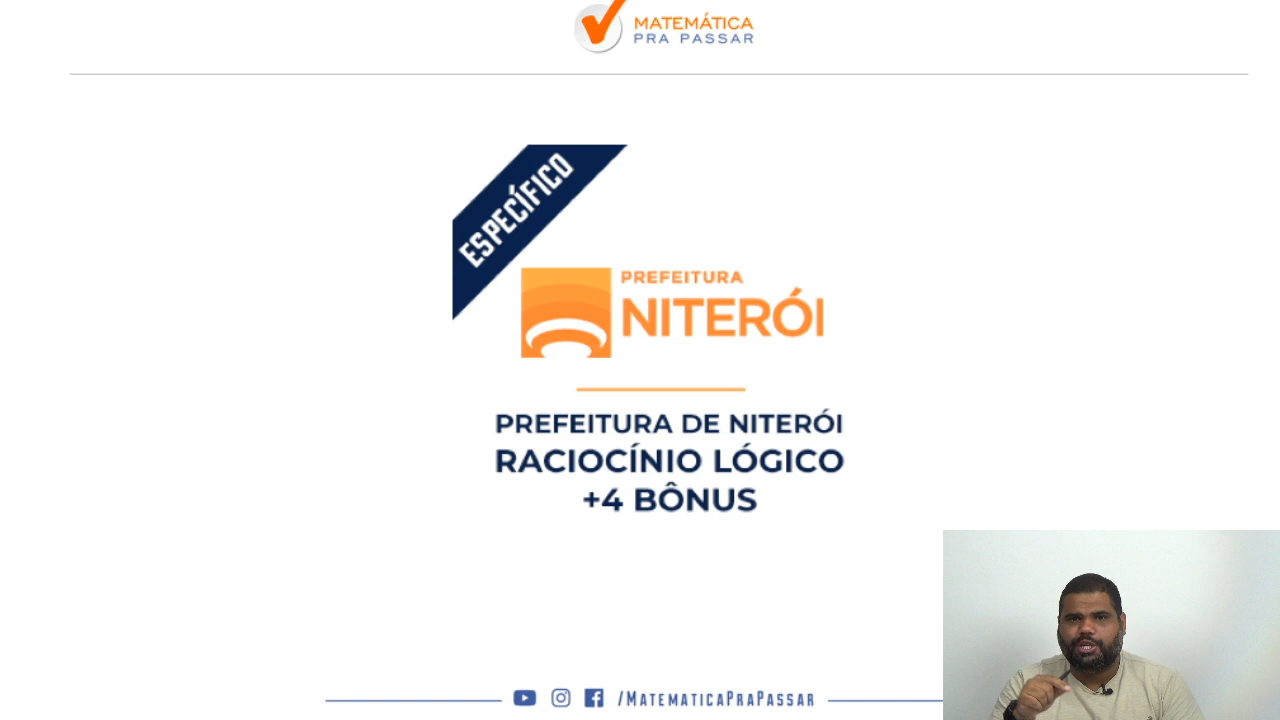 MATEMÁTICA
PRA PASSAR
ESPECÍFICO
PREFEITURA
NITERÓI
PREFEITURA DE NITERÓI
RACIOCÍNIO LÓGICO
+4 BÔNUS
/MATEMATICAPRAPASSAR